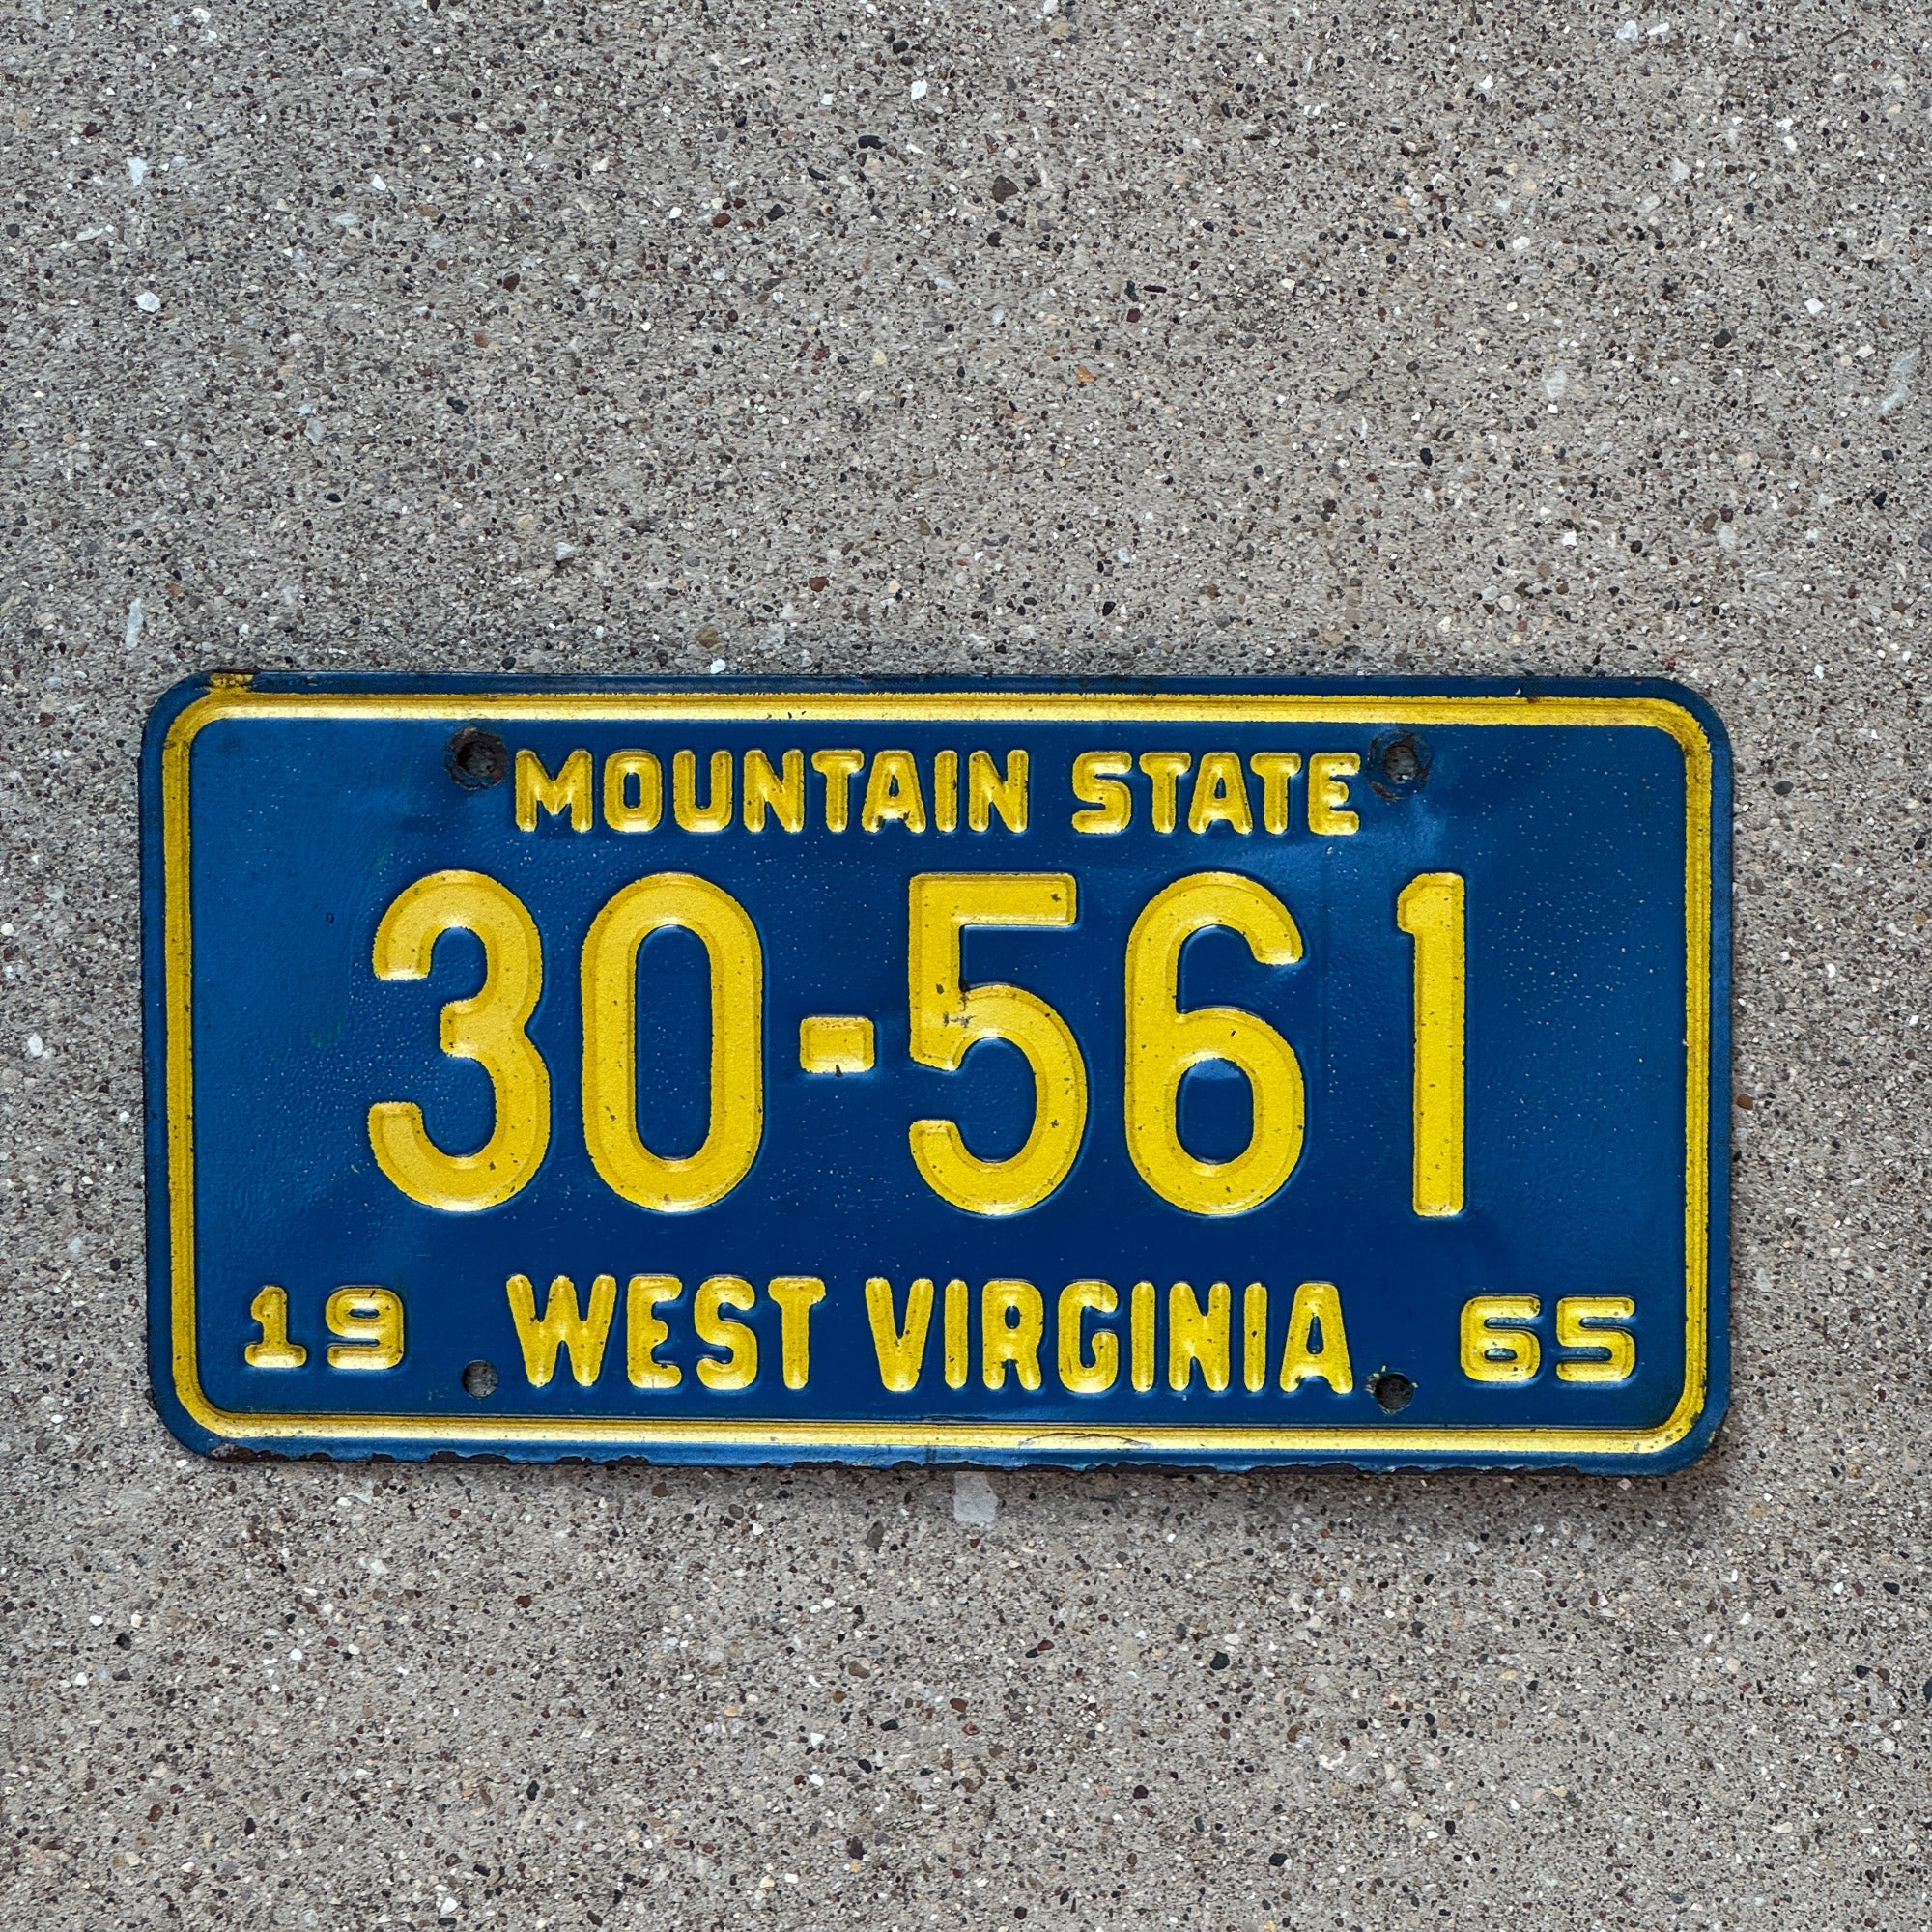 MOUNTAIN STATE
30-561
19 WEST VIRGINIA 65